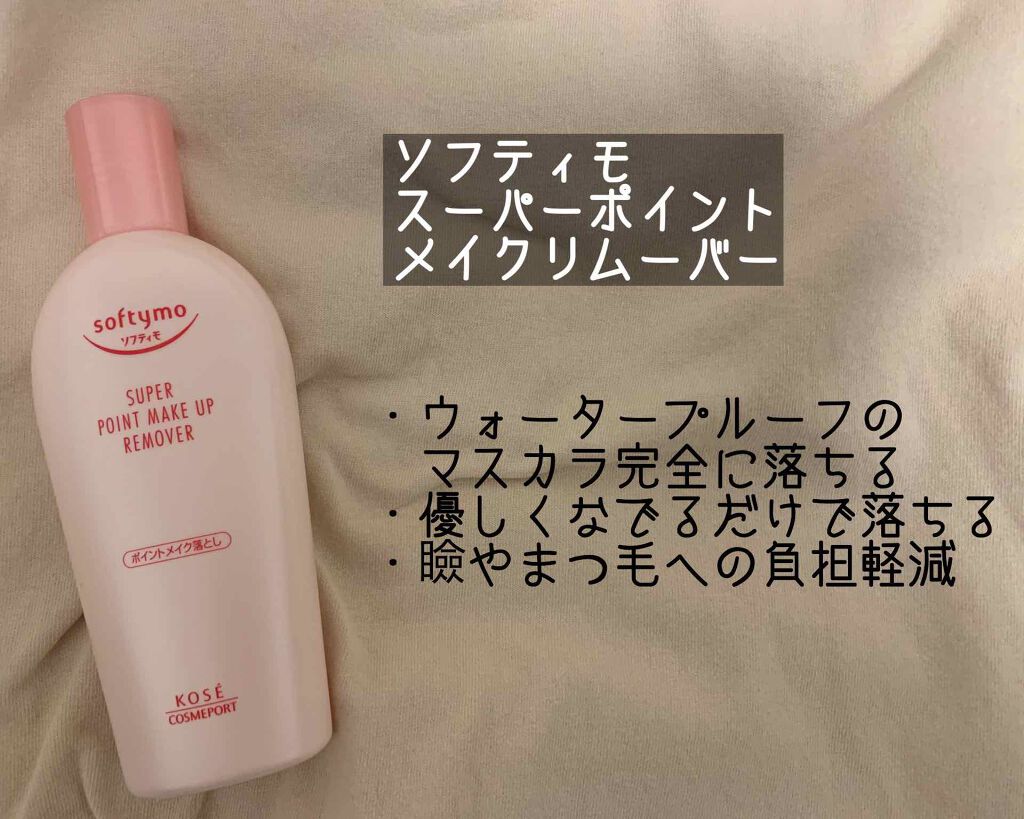 softymo
ソフティモ
SUPER
POINT MAKE UP
REMOVER
ポイントメイク落とし
KOSÉ
COSMEPORT
ソフティモ
スーパーポイント
メイクリムーバー
・ウォータープルーフの
マスカラ完全に落ちる
・優しくなでるだけで落ちる
・瞼やまつ毛への負担軽減